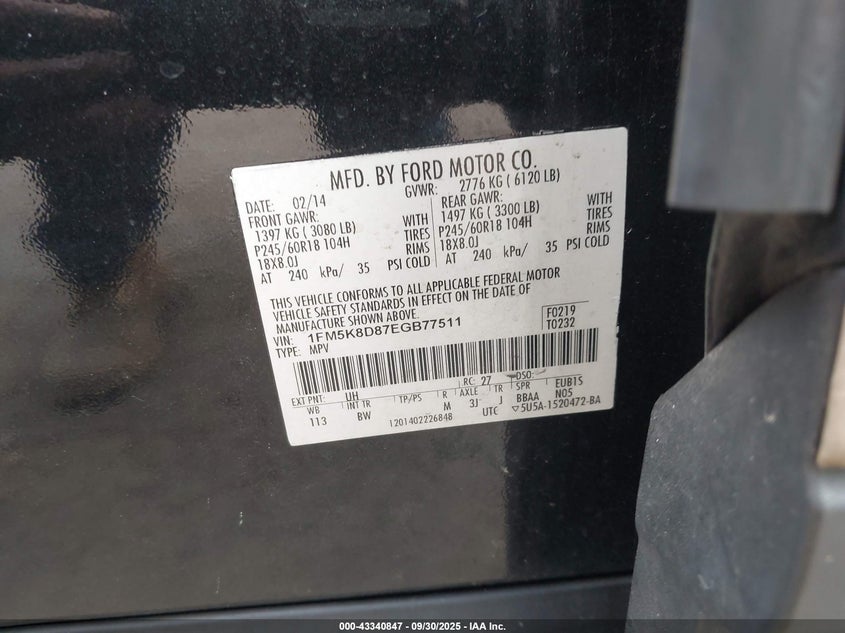 MFD. BY FORD MOTOR CO.
DATE: 02/14 GVWR: 2776 KG ( 6120 LB)
FRONT GAWR: REAR GAWR:
1397 KG ( 3080 LB) WITH 1497 KG ( 3300 LB) WITH
P245/60R18 104H TIRES P245/60R18 104H TIRES
18X8.0J RIMS 18X8.0J RIMS
AT 240 kPa/ 35 PSI COLD AT 240 kPa/ 35 PSI COLD
THIS VEHICLE CONFORMS TO ALL APPLICABLE FEDERAL MOTOR
VEHICLE SAFETY STANDARDS IN EFFECT ON THE DATE OF
MANUFACTURE SHOWN ABOVE.
VIN: 1FM5K8D87EGB77511 F0219
TYPE: MPV T0232
EXT PNT: UH RC: 27 DSO:
WB INT TR TP/PS R AXLE TR SPR EUB1S
113 BW M 3J J BBAA N05
1201402226848 UTC ▽5U5A-1520472-BA
000-43340847 - 09/30/2025 - IAA Inc.